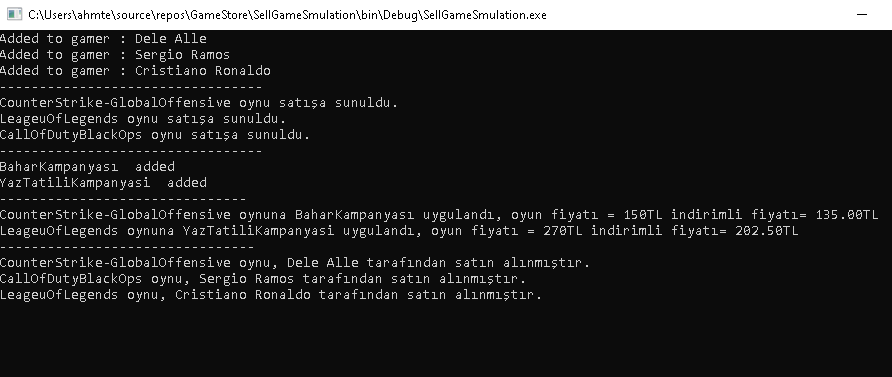 C:\Users\ahmte\source\repos\GameStore\SellGameSmulation\bin\Debug\SellGameSmulation.exe
Added to gamer : Dele Alle
Added to gamer : Sergio Ramos
Added to gamer : Cristiano Ronaldo
---------------------------------
CounterStrike-GlobalOffensive oynu satışa sunuldu.
LeageuOfLegends oynu satışa sunuldu.
CallOfDutyBlackOps oynu satışa sunuldu.
---------------------------------
BaharKampanyası  added
YazTatiliKampanyasi  added
-------------------------------
CounterStrike-GlobalOffensive oynuna BaharKampanyası uygulandı, oyun fiyatı = 150TL indirimli fiyatı= 135.00TL
LeageuOfLegends oynuna YazTatiliKampanyasi uygulandı, oyun fiyatı = 270TL indirimli fiyatı= 202.50TL
--------------------------------
CounterStrike-GlobalOffensive oynu, Dele Alle tarafından satın alınmıştır.
CallOfDutyBlackOps oynu, Sergio Ramos tarafından satın alınmıştır.
LeageuOfLegends oynu, Cristiano Ronaldo tarafından satın alınmıştır.